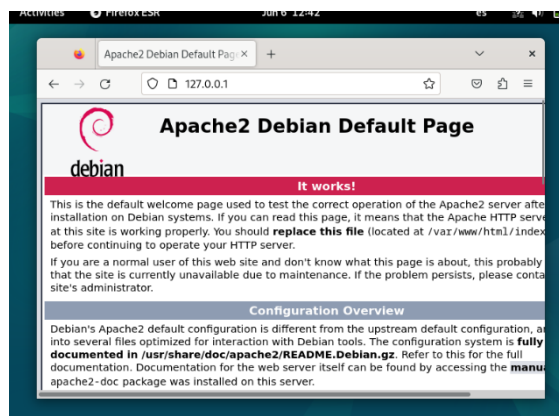 Activities Firefox ESR Jun 6 12:42 es
Apache2 Debian Default Pag
127.0.0.1
debian
Apache2 Debian Default Page
It works!
This is the default welcome page used to test the correct operation of the Apache2 server afte
installation on Debian systems. If you can read this page, it means that the Apache HTTP serve
at this site is working properly. You should replace this file (located at /var/www/html/index
before continuing to operate your HTTP server.
If you are a normal user of this web site and don't know what this page is about, this probably
that the site is currently unavailable due to maintenance. If the problem persists, please conta
site's administrator.
Configuration Overview
Debian's Apache2 default configuration is different from the upstream default configuration, a
into several files optimized for interaction with Debian tools. The configuration system is fully
documented in /usr/share/doc/apache2/README.Debian.gz. Refer to this for the full
documentation. Documentation for the web server itself can be found by accessing the manua
apache2-doc package was installed on this server.